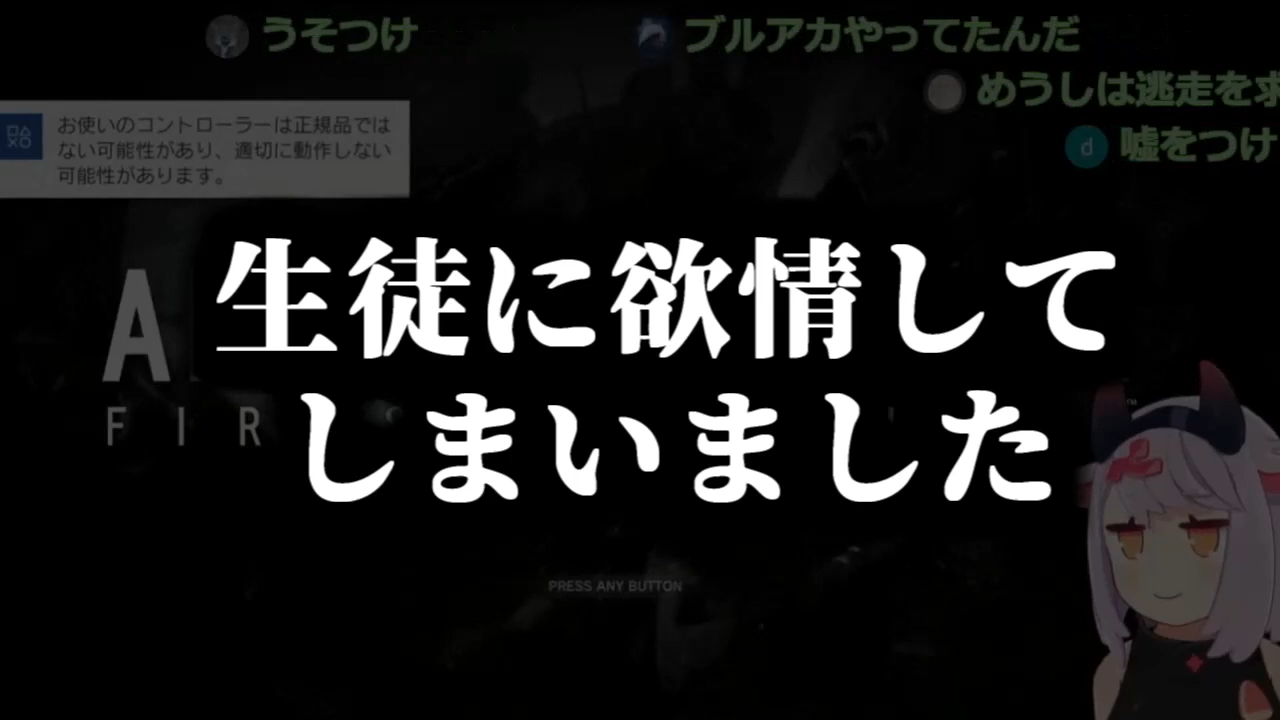 うそつけ
ブルアカやってたんだ
めうしは逃走を求
d
嘘をつけ
お使いのコントローラーは正規品では
ない可能性があり、適切に動作しない
可能性があります。
生徒に欲情して
しまいました
A
FIR
PRESS ANY BUTTON